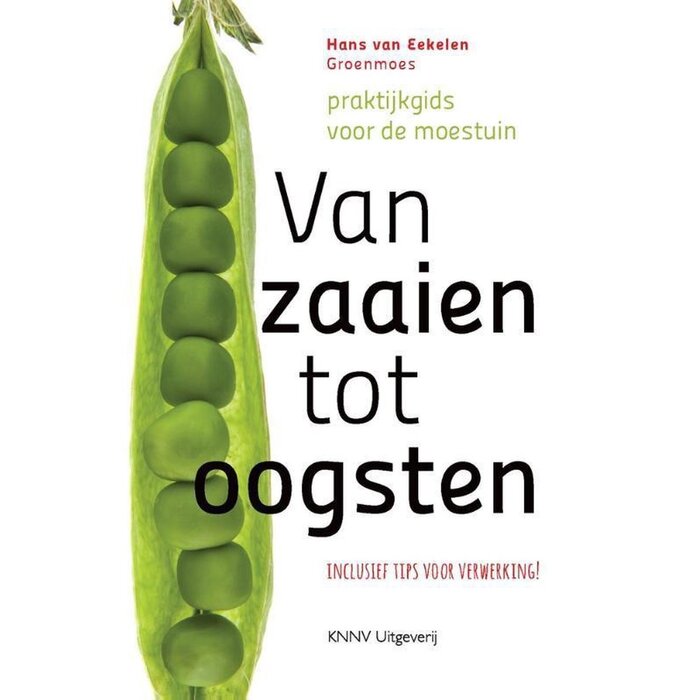 Hans van Eekelen
Groenmoes
praktijkgids
voor de moestuin
Van
zaaien
tot
oogsten
INCLUSIEF TIPS VOOR VERWERKING!
KNNV Uitgeverij